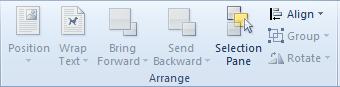 Position
Wrap
Text
Bring
Forward
Send
Backward
Selection
Pane
Align
Group
Rotate
Arrange